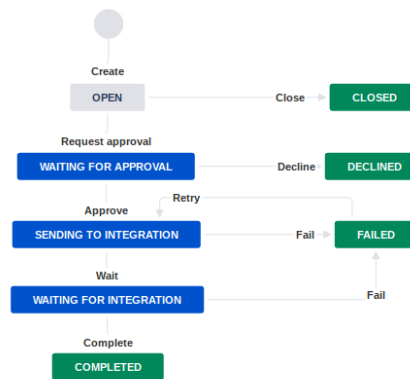 Create
OPEN
Close
CLOSED
Request approval
WAITING FOR APPROVAL
Decline
DECLINED
Retry
Approve
SENDING TO INTEGRATION
Fail
FAILED
Wait
WAITING FOR INTEGRATION
Fail
Complete
COMPLETED